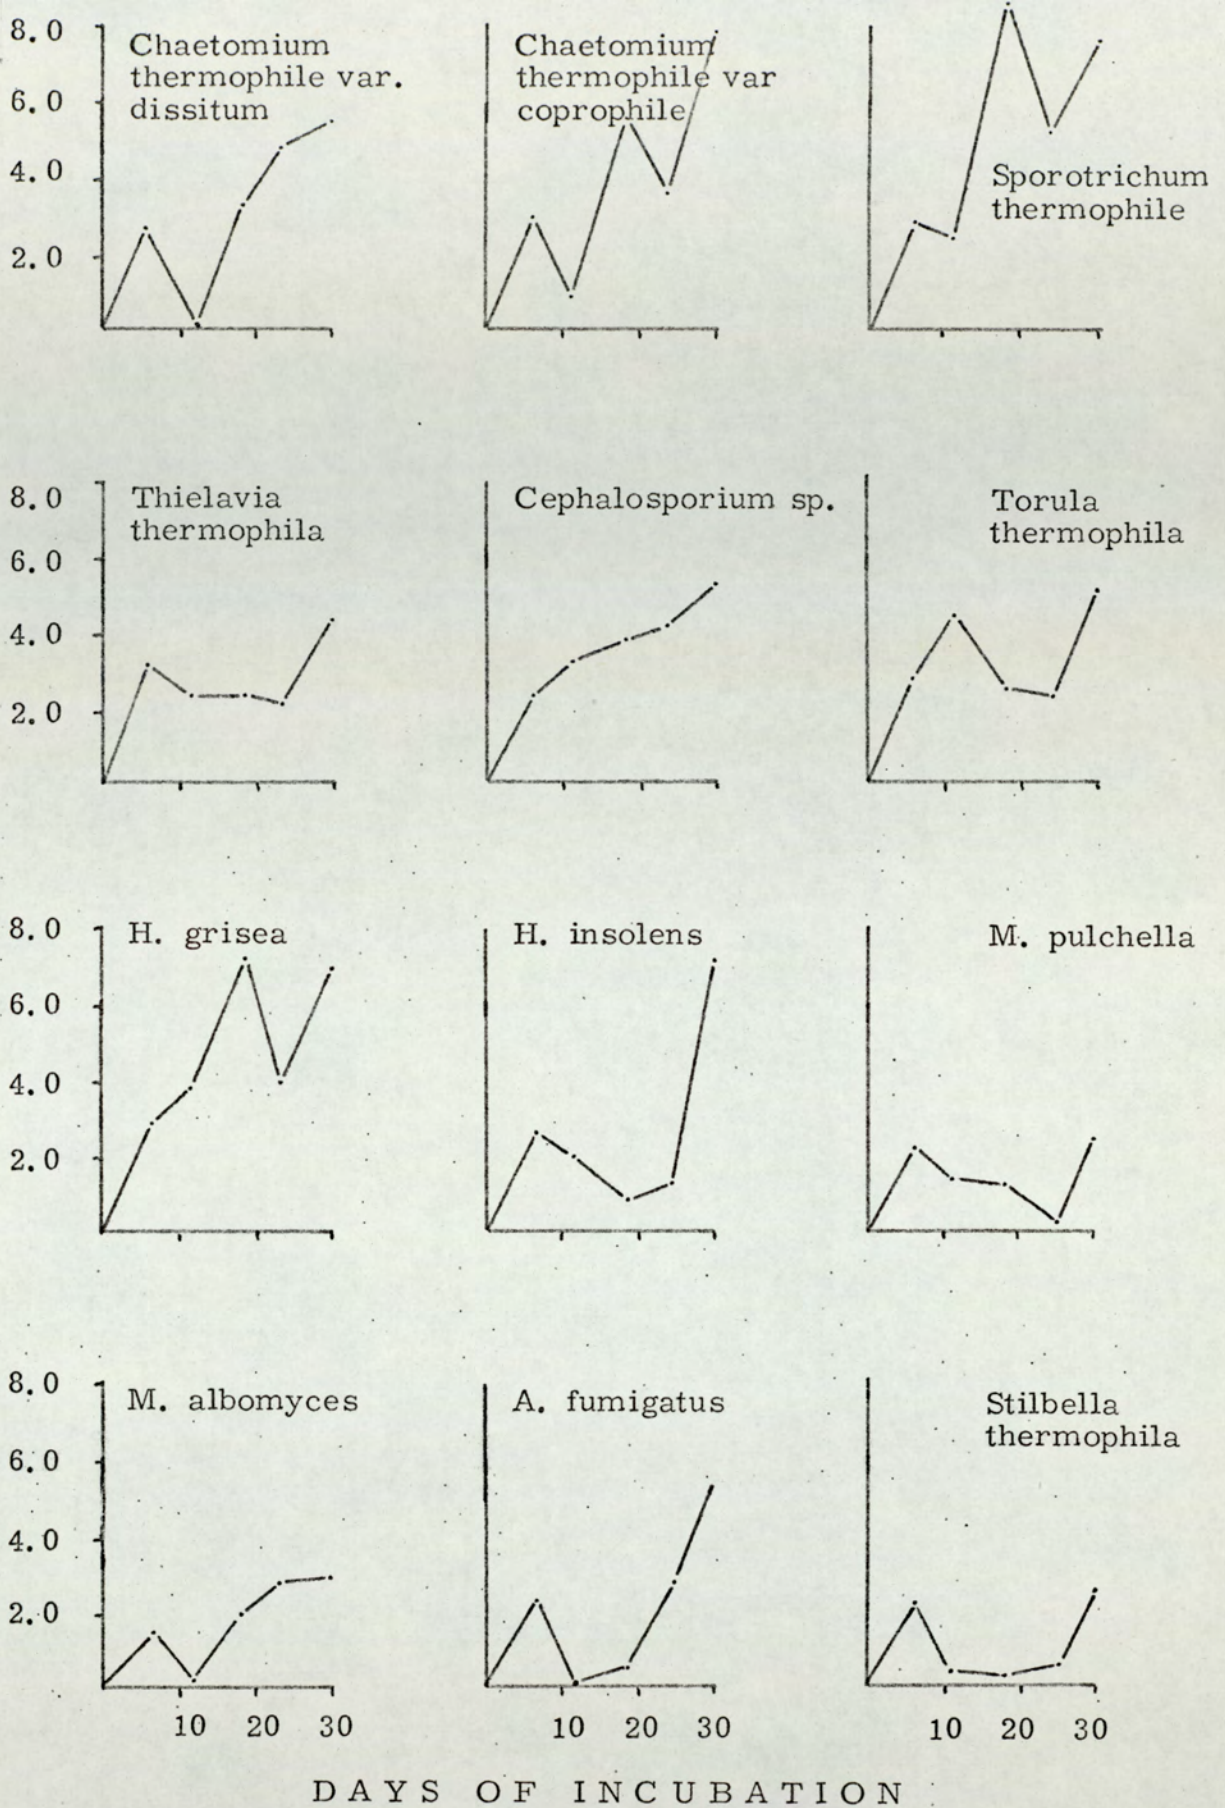 8.0
6.0
4.0
2.0
Chaetomium
thermophile var.
dissitum
Chaetomium
thermophile var
coprophile
Sporotrichum
thermophile
8.0
6.0
4.0
2.0
Thielavia
thermophila
Cephalosporium sp.
Torula
thermophila
8.0
6.0
4.0
2.0
H. grisea
H. insolens
M. pulchella
8.0
6.0
4.0
2.0
M. albomyces
A. fumigatus
Stilbella
thermophila
10 20 30
10 20 30
10 20 30
DAYS OF INCUBATION